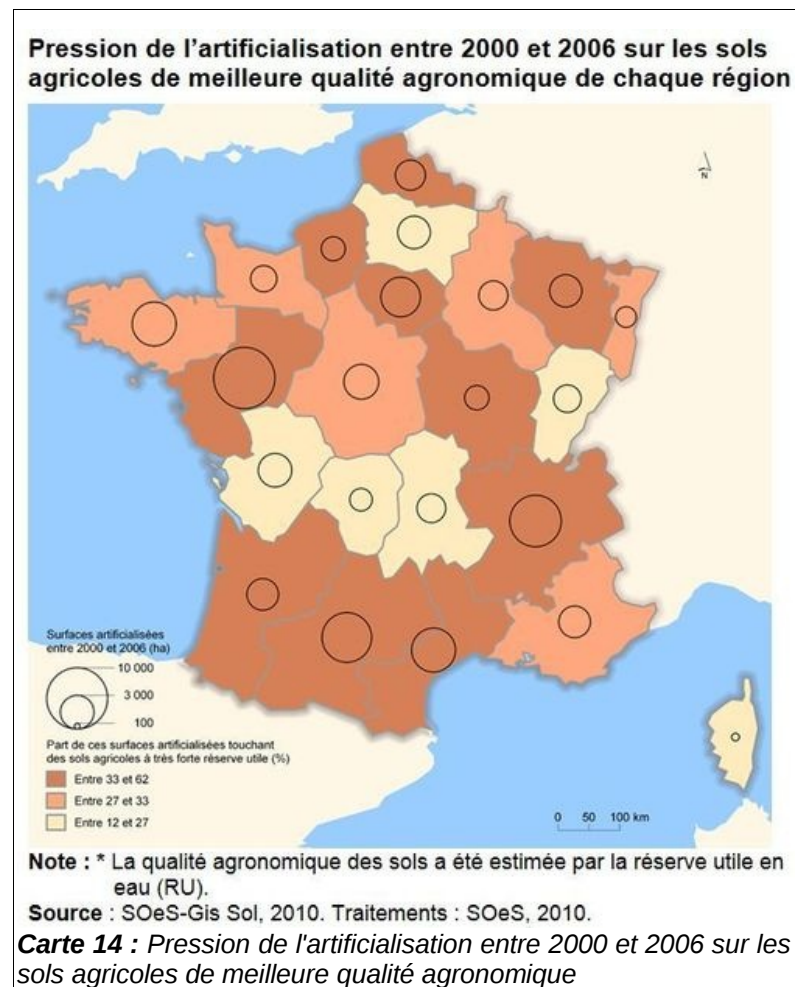 Pression de l'artificialisation entre 2000 et 2006 sur les sols
agricoles de meilleure qualité agronomique de chaque région
N
Surfaces artificialisées
entre 2000 et 2006 (ha)
10 000
3 000
100
Part de ces surfaces artificialisées touchant
des sols agricoles à très forte réserve utile (%)
Entre 33 et 62
Entre 27 et 33
Entre 12 et 27
0 50 100 km
Note : * La qualité agronomique des sols a été estimée par la réserve utile en
eau (RU).
Source : SOeS-Gis Sol, 2010. Traitements : SOeS, 2010.
Carte 14 : Pression de l'artificialisation entre 2000 et 2006 sur les
sols agricoles de meilleure qualité agronomique